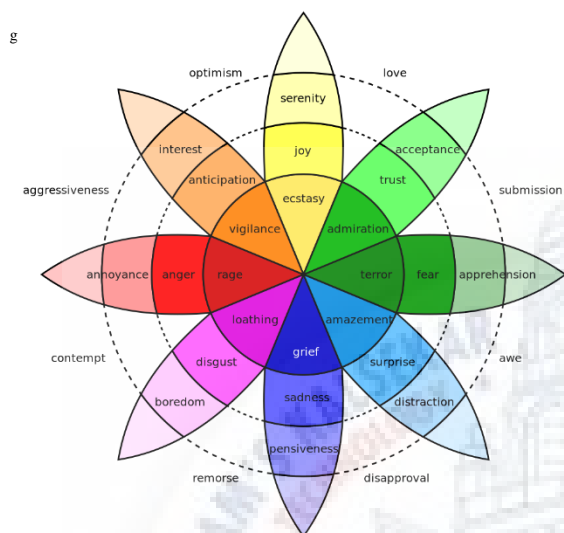 g
optimism
love
serenity
interest
joy
acceptance
anticipation
trust
aggressiveness
submission
ecstasy
vigilance
admiration
annoyance
anger
rage
terror
fear
apprehension
loathing
amazement
grief
disgust
surprise
contempt
awe
boredom
sadness
distraction
pensiveness
remorse
disapproval